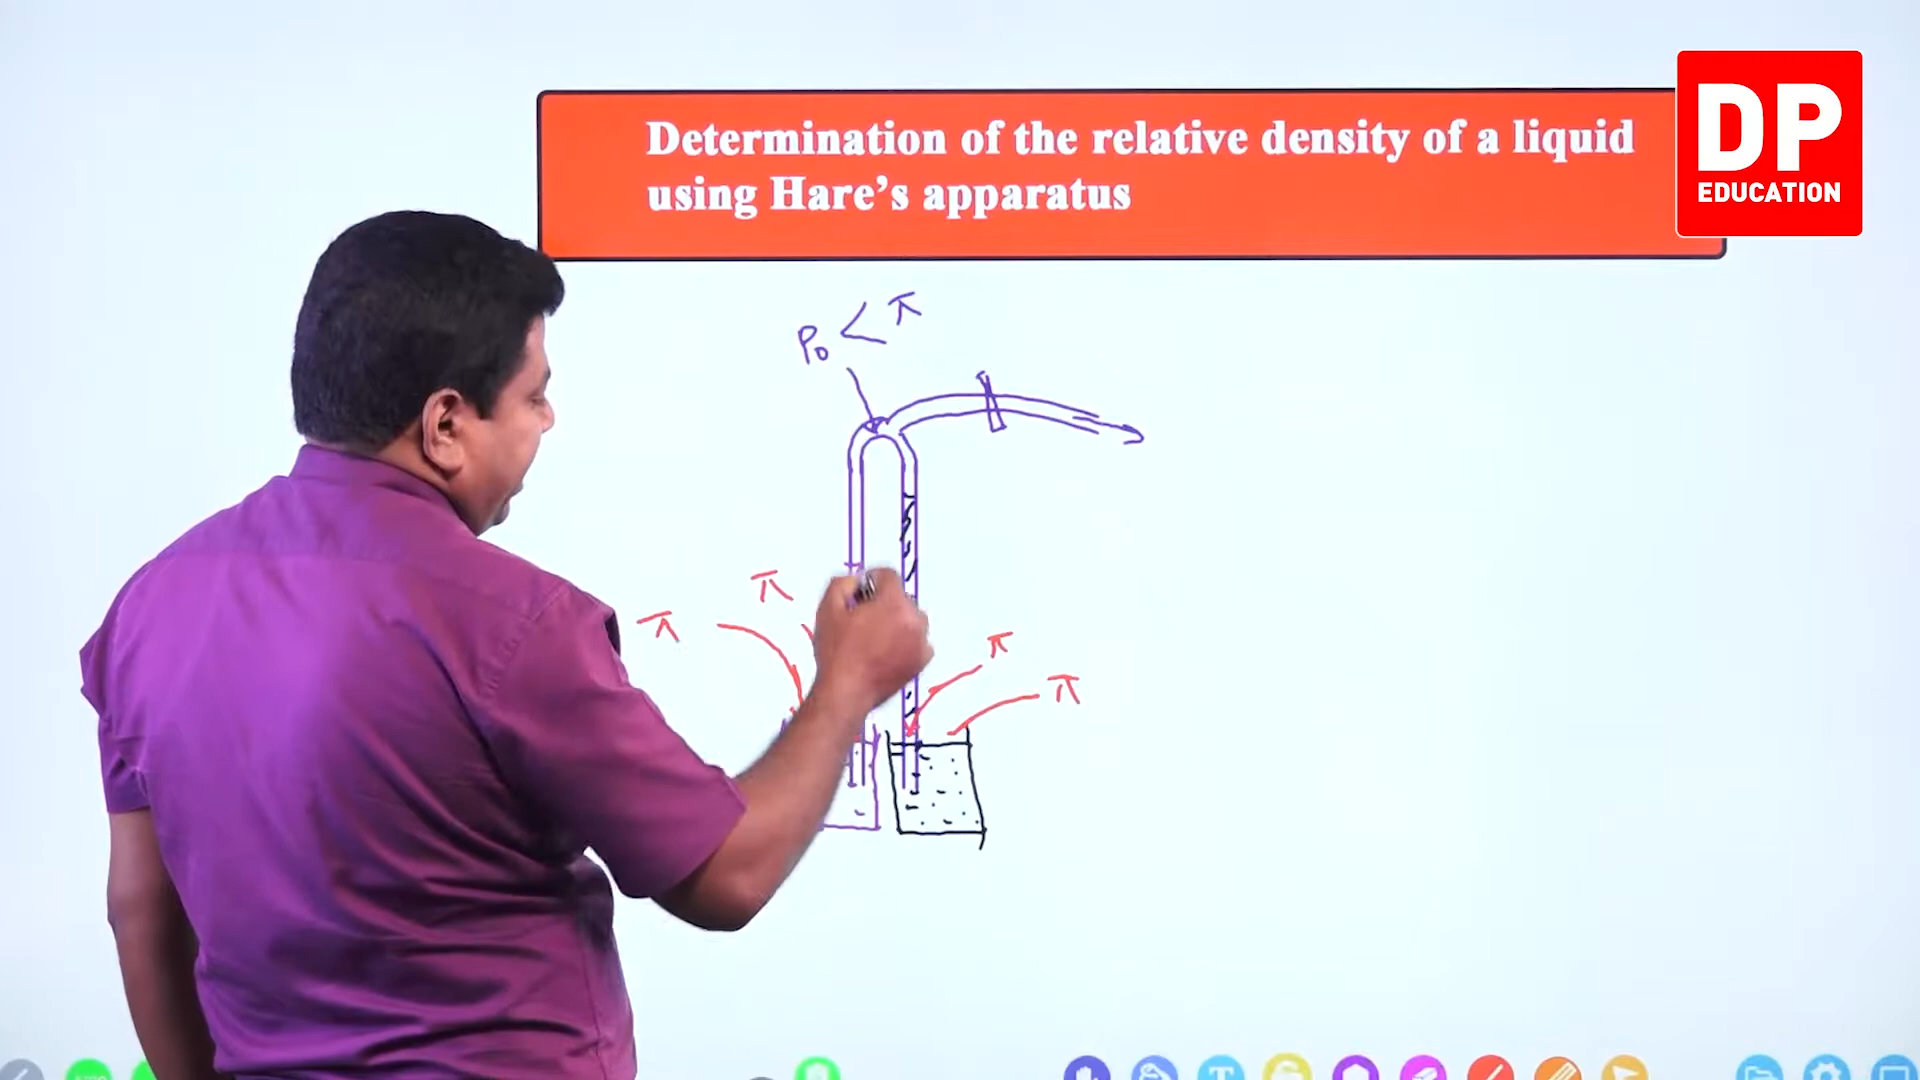 Determination of the relative density of a liquid
using Hare’s apparatus
DP
EDUCATION
P₀ < π
π
π
π
π